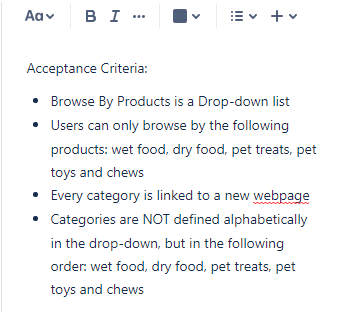 Aa
B I ...
Acceptance Criteria:
Browse By Products is a Drop-down list
Users can only browse by the following
products: wet food, dry food, pet treats, pet
toys and chews
Every category is linked to a new webpage
Categories are NOT defined alphabetically
in the drop-down, but in the following
order: wet food, dry food, pet treats, pet
toys and chews